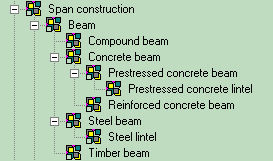 Span construction
Beam
Compound beam
Concrete beam
Prestressed concrete beam
Prestressed concrete lintel
Reinforced concrete beam
Steel beam
Steel lintel
Timber beam